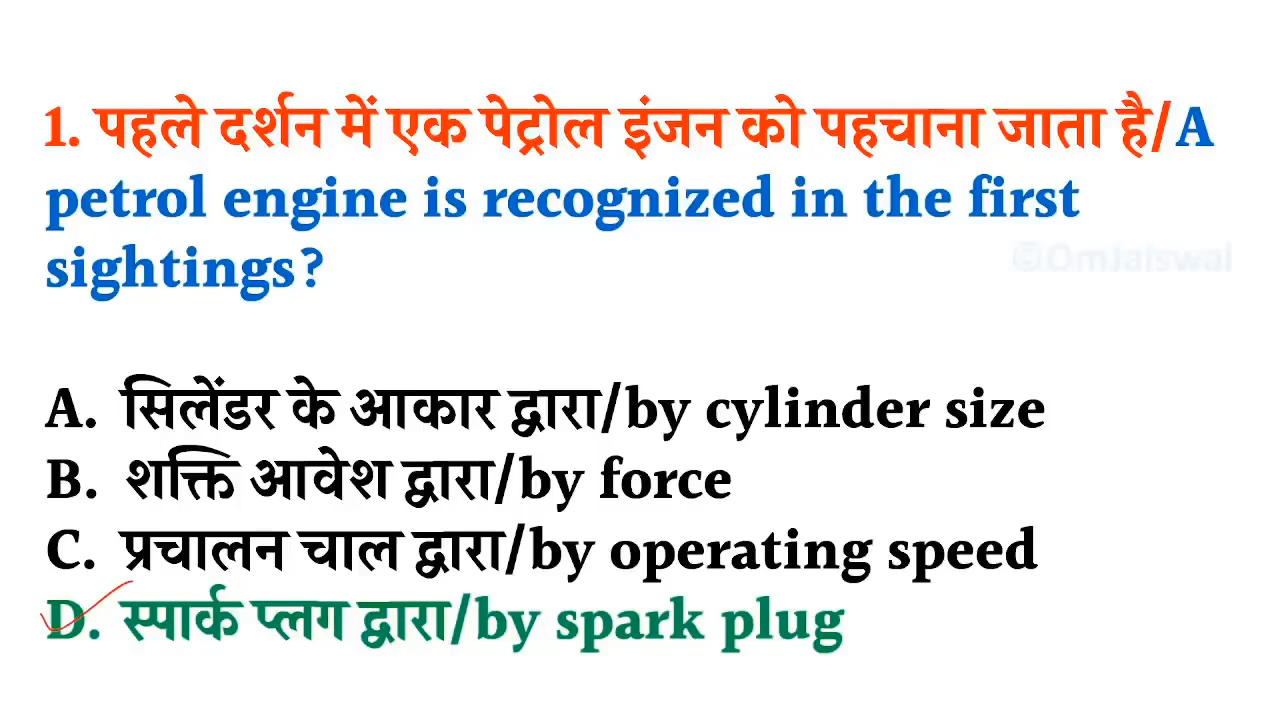 1. पहले दर्शन में एक पेट्रोल इंजन को पहचाना जाता है/A
petrol engine is recognized in the first
sightings?
©OmJaiswal
A. सिलेंडर के आकार द्वारा/by cylinder size
B. शक्ति आवेश द्वारा/by force
C. प्रचालन चाल द्वारा/by operating speed
D. स्पार्क प्लग द्वारा/by spark plug